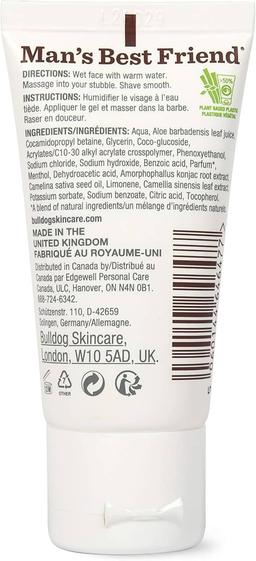 Man's Best Friend
DIRECTIONS: Wet face with warm water.
Massage into your stubble. Shave smooth.
INSTRUCTIONS: Humidifier le visage à l'eau
tiède. Appliquer le gel et masser dans la barbe.
Raser en douceur.
>50%
PLANT BASED PLASTIC
PLASTIQUE VÉGÉTAL
INGREDIENTS/INGRÉDIENTS: Aqua, Aloe barbadensis leaf juice,
Cocamidopropyl betaine, Glycerin, Coco-glucoside,
Acrylates/C10-30 alkyl acrylate crosspolymer, Phenoxyethanol,
Sodium chloride, Sodium hydroxide, Benzoic acid, Parfum*,
Menthol, Dehydroacetic acid, Amorphophallus konjac root extract,
Camelina sativa seed oil, Limonene, Camellia sinensis leaf extract,
Potassium sorbate, Sodium benzoate, Citric acid, Tocopherol.
*A blend of natural ingredients/un mélange d'ingrédients naturels.
bulldogskincare.com
MADE IN THE
UNITED KINGDOM
FABRIQUÉ AU ROYAUME-UNI
Distributed in Canada by/Distribué au
Canada par Edgewell Personal Care
Canada, ULC, Hanover, ON N4N 0B1.
888-724-6342.
Schützenstr. 110, D-42659
Solingen, Germany/Allemagne.
Bulldog Skincare,
London, W10 5AD, UK.
12M
OTHER